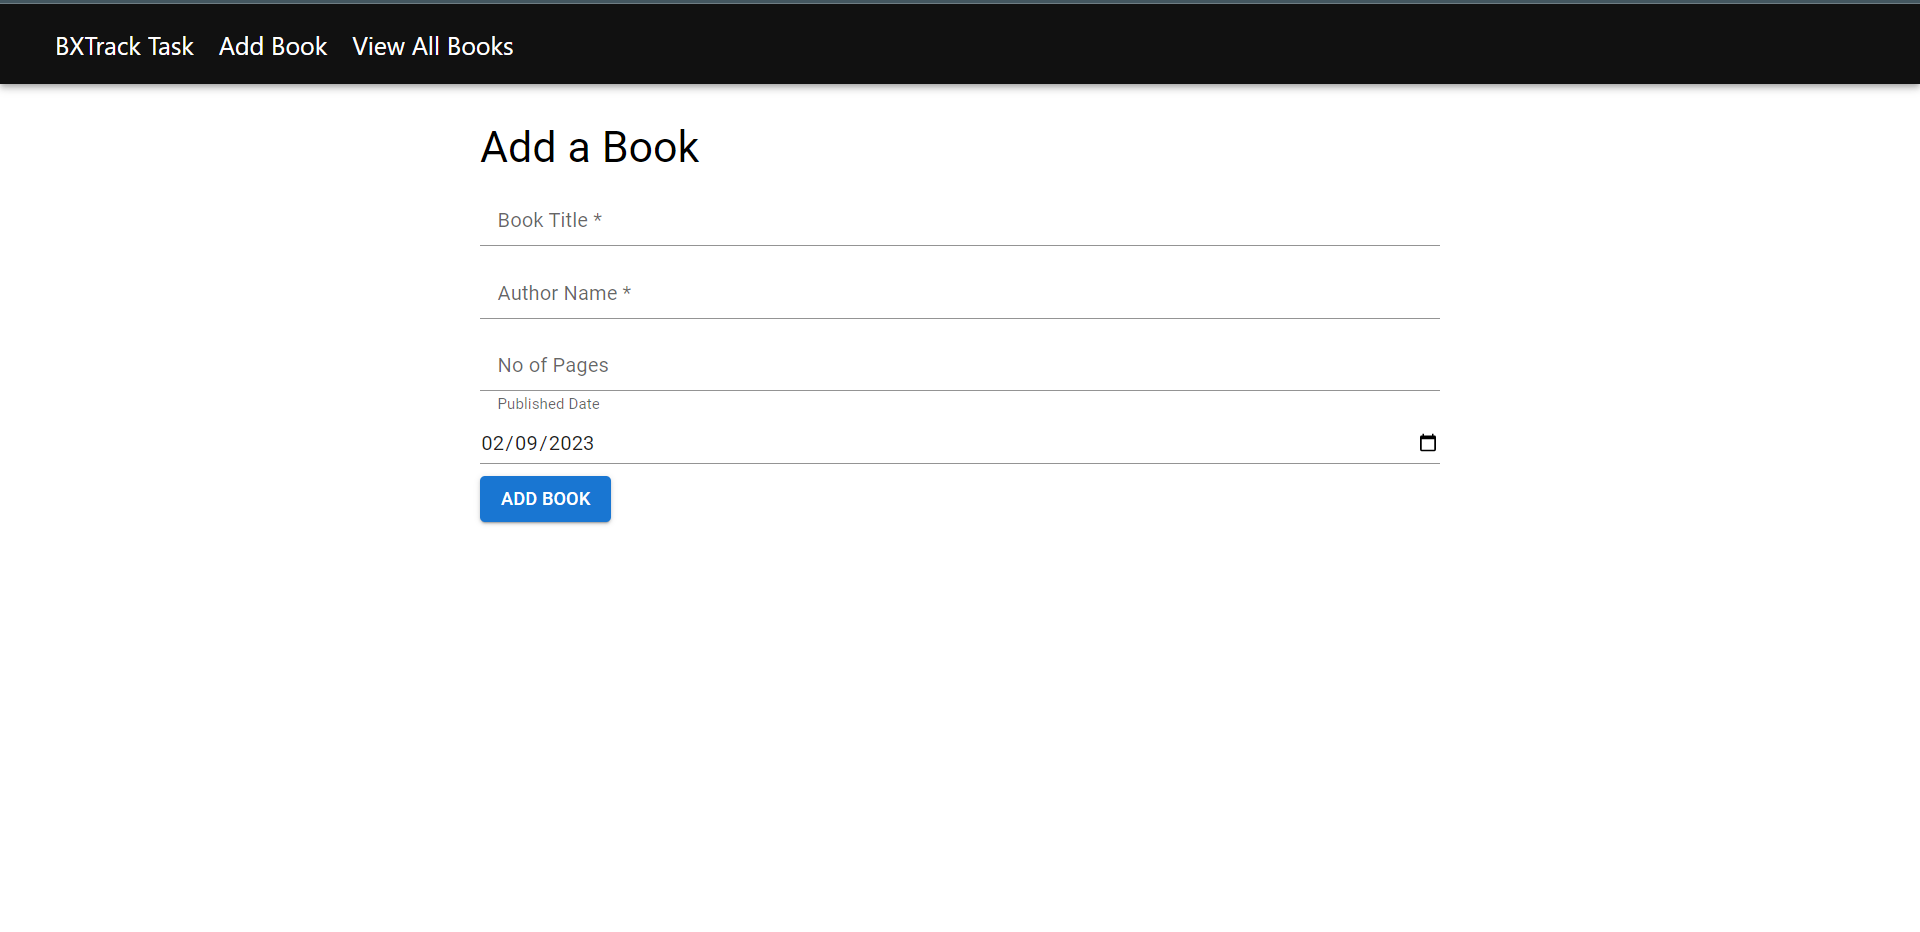 BXTrack Task Add Book View All Books
Add a Book
Book Title *
Author Name *
No of Pages
Published Date
02/09/2023
ADD BOOK